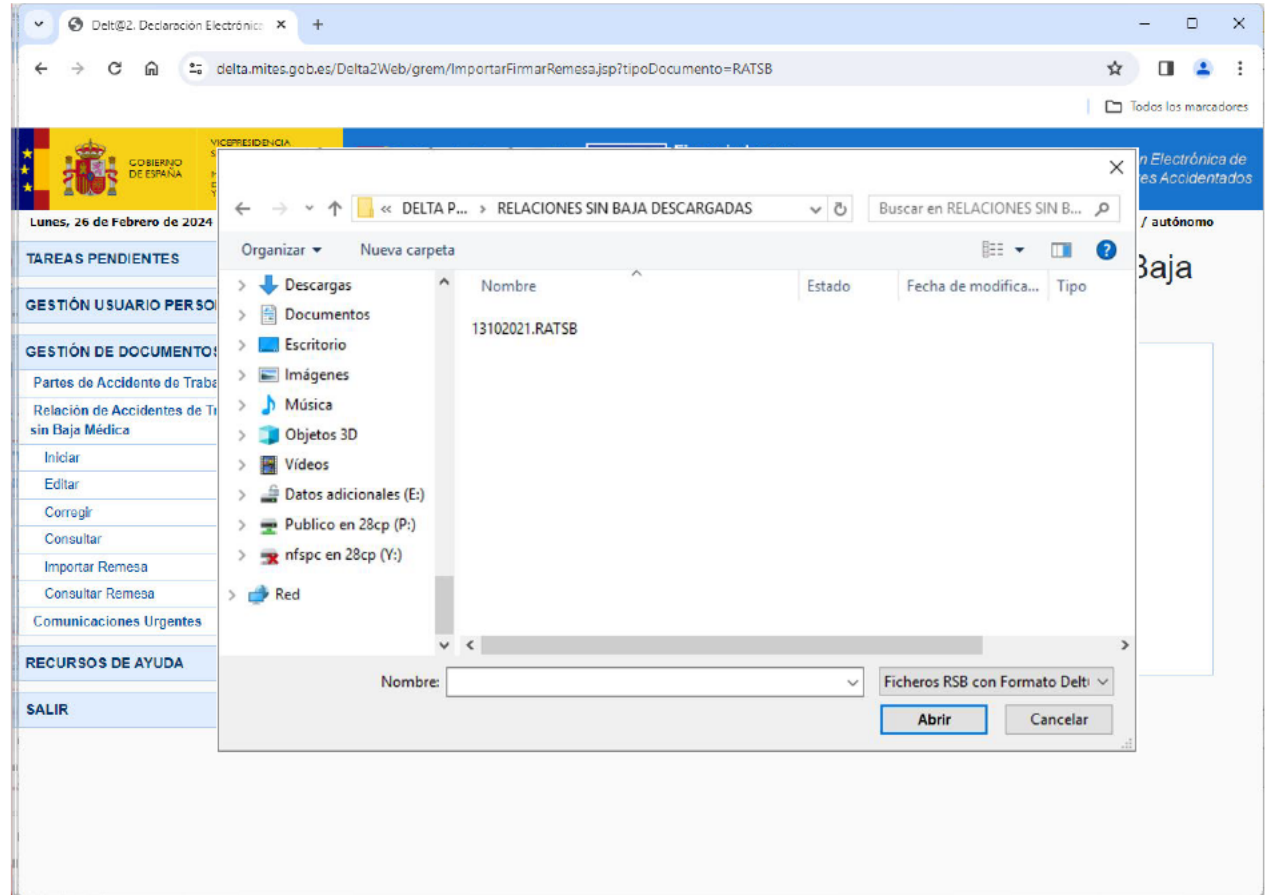 Delt@2. Declaración Electrónic
delta.mites.gob.es/Delta2Web/grem/ImportarFirmarRemesa.jsp?tipoDocumento=RATSB
Todos los marcadores
VICEPRESIDENCIA
GOBIERNO
DE ESPAÑA
n Electrónica de
es Accidentados
Lunes, 26 de Febrero de 2024
/ autónomo
Baja
TAREAS PENDIENTES
GESTIÓN USUARIO PERSO
GESTIÓN DE DOCUMENTOS
Partes de Accidente de Traba
Relación de Accidentes de Tr
sin Baja Médica
Iniciar
Editar
Corregir
Consultar
Importar Remesa
Consultar Remesa
Comunicaciones Urgentes
RECURSOS DE AYUDA
SALIR
« DELTA P... > RELACIONES SIN BAJA DESCARGADAS
Buscar en RELACIONES SIN B...
Organizar
Nueva carpeta
Descargas
Documentos
Escritorio
Imágenes
Música
Objetos 3D
Vídeos
Datos adicionales (E:)
Publico en 28cp (P:)
nfspc en 28cp (Y:)
Red
Nombre Estado Fecha de modifica... Tipo
13102021.RATSB
Nombre:
Ficheros RSB con Formato Delt
Abrir
Cancelar